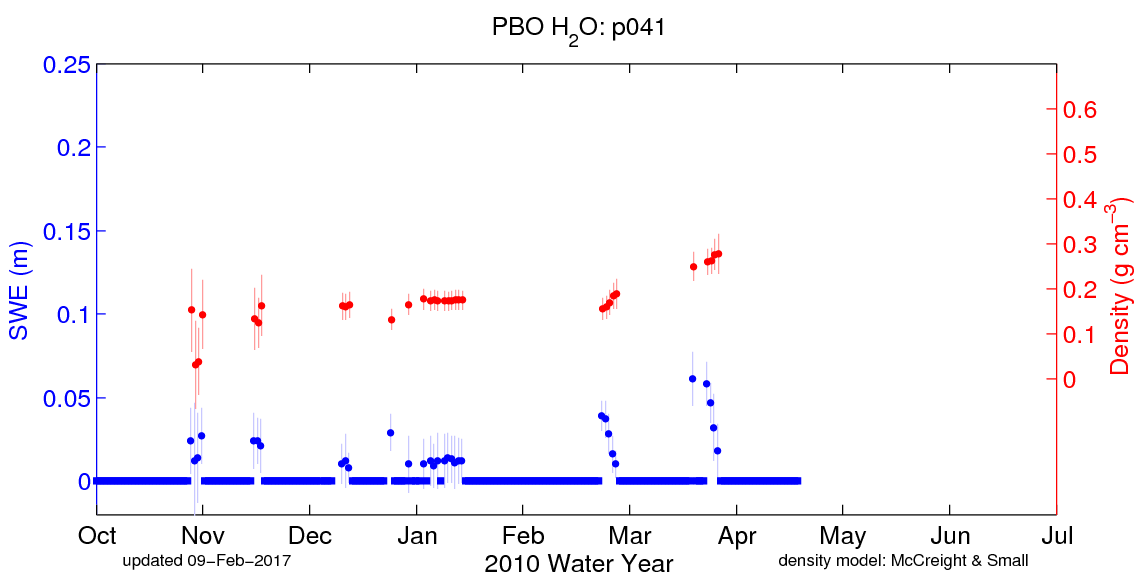 PBO H₂O: p041
0.25
0.2
0.15
0.1
0.05
0
SWE (m)
0.6
0.5
0.4
0.3
0.2
0.1
0
Density (g cm⁻³)
Oct Nov Dec Jan Feb Mar Apr May Jun Jul
updated 09−Feb−2017
2010 Water Year
density model: McCreight & Small